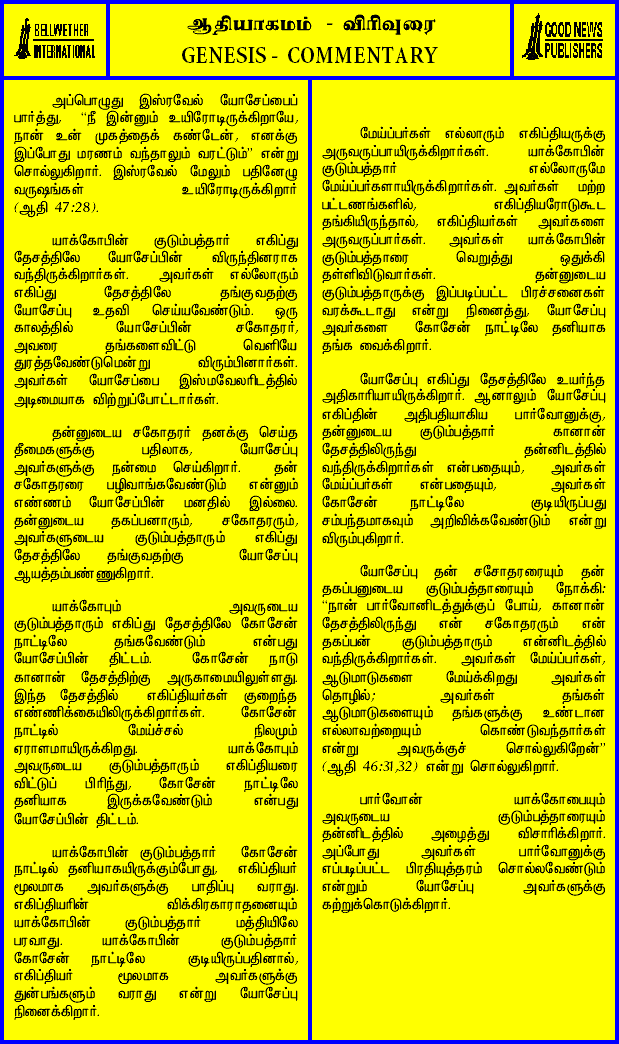 BELLWETHER
INTERNATIONAL
ஆதியாகமம் - விரிவுரை
GENESIS - COMMENTARY
GOOD NEWS
PUBLISHERS
அப்பொழுது இஸ்ரவேல் யோசேப்பைப்
பார்த்து, “நீ இன்னும் உயிரோடிருக்கிறாயே,
நான் உன் முகத்தைக் கண்டேன், எனக்கு
இப்போது மரணம் வந்தாலும் வரட்டும்” என்று
சொல்லுகிறார். இஸ்ரவேல் மேலும் பதினேழு
வருஷங்கள் உயிரோடிருக்கிறார்
(ஆதி 47:28).
யாக்கோபின் குடும்பத்தார் எகிப்து
தேசத்திலே யோசேப்பின் விருந்தினராக
வந்திருக்கிறார்கள். அவர்கள் எல்லோரும்
எகிப்து தேசத்திலே தங்குவதற்கு
யோசேப்பு உதவி செய்யவேண்டும். ஒரு
காலத்தில் யோசேப்பின் சகோதரர்,
அவரை தங்களைவிட்டு வெளியே
துரத்தவேண்டுமென்று விரும்பினார்கள்.
அவர்கள் யோசேப்பை இஸ்மவேலரிடத்தில்
அடிமையாக விற்றுப்போட்டார்கள்.
தன்னுடைய சகோதரர் தனக்கு செய்த
தீமைகளுக்கு பதிலாக, யோசேப்பு
அவர்களுக்கு நன்மை செய்கிறார். தன்
சகோதரரை பழிவாங்கவேண்டும் என்னும்
எண்ணம் யோசேப்பின் மனதில் இல்லை.
தன்னுடைய தகப்பனாரும், சகோதரரும்,
அவர்களுடைய குடும்பத்தாரும் எகிப்து
தேசத்திலே தங்குவதற்கு யோசேப்பு
ஆயத்தம்பண்ணுகிறார்.
யாக்கோபும் அவருடைய
குடும்பத்தாரும் எகிப்து தேசத்திலே கோசேன்
நாட்டிலே தங்கவேண்டும் என்பது
யோசேப்பின் திட்டம். கோசேன் நாடு
கானான் தேசத்திற்கு அருகாமையிலுள்ளது.
இந்த தேசத்தில் எகிப்தியர்கள் குறைந்த
எண்ணிக்கையிலிருக்கிறார்கள். கோசேன்
நாட்டில் மேய்ச்சல் நிலமும்
ஏராளமாயிருக்கிறது. யாக்கோபும்
அவருடைய குடும்பத்தாரும் எகிப்தியரை
விட்டுப் பிரிந்து, கோசேன் நாட்டிலே
தனியாக இருக்கவேண்டும் என்பது
யோசேப்பின் திட்டம்.
யாக்கோபின் குடும்பத்தார் கோசேன்
நாட்டில் தனியாகயிருக்கும்போது, எகிப்தியர்
மூலமாக அவர்களுக்கு பாதிப்பு வராது.
எகிப்தியரின் விக்கிரகாராதனையும்
யாக்கோபின் குடும்பத்தார் மத்தியிலே
பரவாது. யாக்கோபின் குடும்பத்தார்
கோசேன் நாட்டிலே குடியிருப்பதினால்,
எகிப்தியர் மூலமாக அவர்களுக்கு
துன்பங்களும் வராது என்று யோசேப்பு
நினைக்கிறார்.
மேய்ப்பர்கள் எல்லாரும் எகிப்தியருக்கு
அருவருப்பாயிருக்கிறார்கள். யாக்கோபின்
குடும்பத்தார் எல்லோருமே
மேய்ப்பர்களாயிருக்கிறார்கள். அவர்கள் மற்ற
பட்டணங்களில், எகிப்தியரோடுகூட
தங்கியிருந்தால், எகிப்தியர்கள் அவர்களை
அருவருப்பார்கள். அவர்கள் யாக்கோபின்
குடும்பத்தாரை வெறுத்து ஒதுக்கி
தள்ளிவிடுவார்கள். தன்னுடைய
குடும்பத்தாருக்கு இப்படிப்பட்ட பிரச்சனைகள்
வரக்கூடாது என்று நினைத்து, யோசேப்பு
அவர்களை கோசேன் நாட்டிலே தனியாக
தங்க வைக்கிறார்.
யோசேப்பு எகிப்து தேசத்திலே உயர்ந்த
அதிகாரியாயிருக்கிறார். ஆனாலும் யோசேப்பு
எகிப்தின் அதிபதியாகிய பார்வோனுக்கு,
தன்னுடைய குடும்பத்தார் கானான்
தேசத்திலிருந்து தன்னிடத்தில்
வந்திருக்கிறார்கள் என்பதையும், அவர்கள்
மேய்ப்பர்கள் என்பதையும், அவர்கள்
கோசேன் நாட்டிலே குடியிருப்பது
சம்பந்தமாகவும் அறிவிக்கவேண்டும் என்று
விரும்புகிறார்.
யோசேப்பு தன் சசோதரரையும் தன்
தகப்பனுடைய குடும்பத்தாரையும் நோக்கி:
“நான் பார்வோனிடத்துக்குப் போய், கானான்
தேசத்திலிருந்து என் சகோதரரும் என்
தகப்பன் குடும்பத்தாரும் என்னிடத்தில்
வந்திருக்கிறார்கள். அவர்கள் மேய்ப்பர்கள்,
ஆடுமாடுகளை மேய்க்கிறது அவர்கள்
தொழில்; அவர்கள் தங்கள்
ஆடுமாடுகளையும் தங்களுக்கு உண்டான
எல்லாவற்றையும் கொண்டுவந்தார்கள்
என்று அவருக்குச் சொல்லுகிறேன்”
(ஆதி 46:31,32) என்று சொல்லுகிறார்.
பார்வோன் யாக்கோபையும்
அவருடைய குடும்பத்தாரையும்
தன்னிடத்தில் அழைத்து விசாரிக்கிறார்.
அப்போது அவர்கள் பார்வோனுக்கு
எப்படிப்பட்ட பிரதியுத்தரம் சொல்லவேண்டும்
என்றும் யோசேப்பு அவர்களுக்கு
கற்றுக்கொடுக்கிறார்.